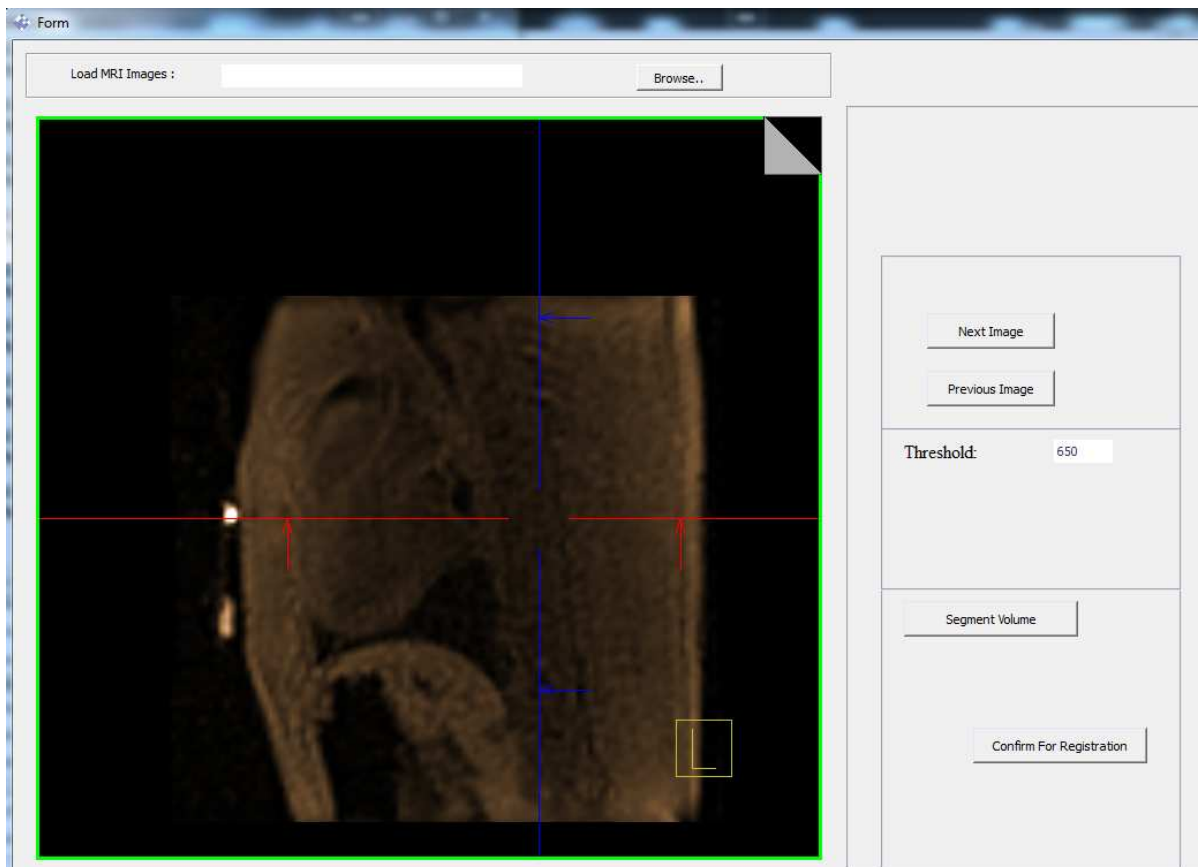 Form
Load MRI Images :
Browse..
Next Image
Previous Image
Threshold:
650
Segment Volume
L
Confirm For Registration